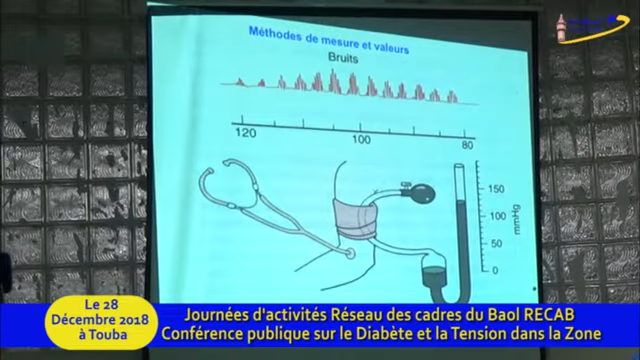 Méthodes de mesure et valeurs
Bruits
120
100
80
150
100
50
0
mmHg
Le 28
Décembre 2018
à Touba
Journées d'activités Réseau des cadres du Baol RECAB
Conférence publique sur le Diabète et la Tension dans la Zone